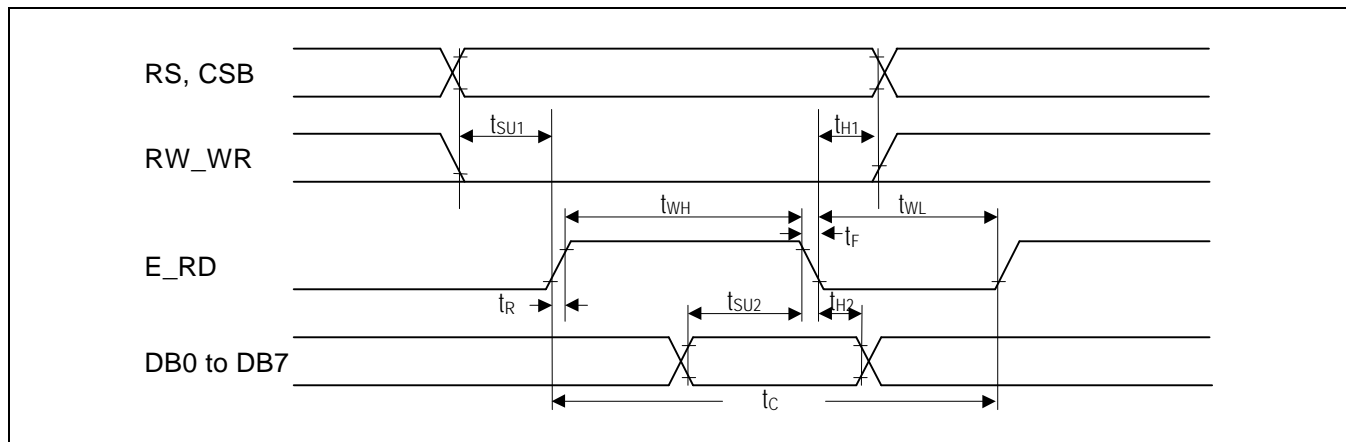 RS, CSB
tSU1
tH1
RW_WR
tWH
tWL
tF
E_RD
tR
tSU2
tH2
DB0 to DB7
tC